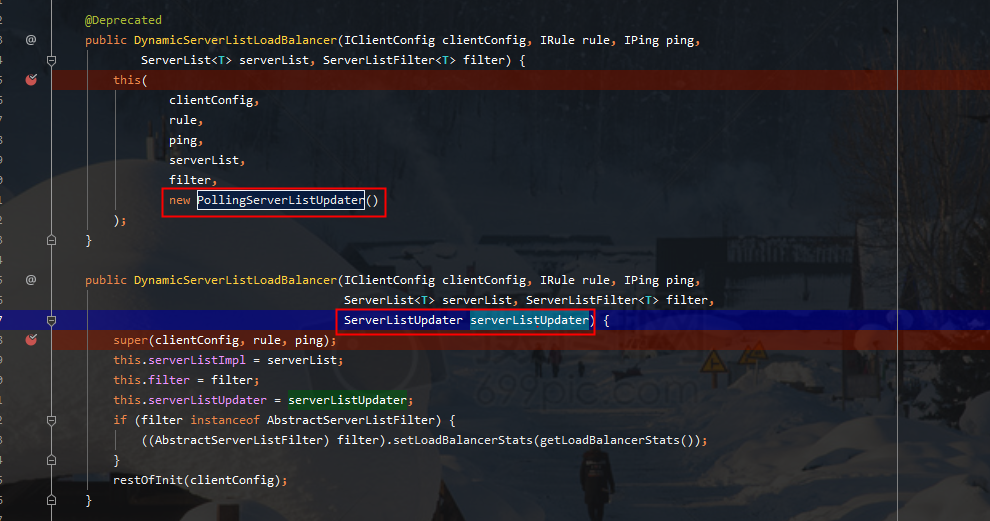 @Deprecated
public DynamicServerListLoadBalancer(IClientConfig clientConfig, IRule rule, IPing ping,
ServerList<T> serverList, ServerListFilter<T> filter) {
this(
clientConfig,
rule,
ping,
serverList,
filter,
new PollingServerListUpdater()
);
}
public DynamicServerListLoadBalancer(IClientConfig clientConfig, IRule rule, IPing ping,
ServerList<T> serverList, ServerListFilter<T> filter,
ServerListUpdater serverListUpdater) {
super(clientConfig, rule, ping);
this.serverListImpl = serverList;
this.filter = filter;
this.serverListUpdater = serverListUpdater;
if (filter instanceof AbstractServerListFilter) {
((AbstractServerListFilter) filter).setLoadBalancerStats(getLoadBalancerStats());
}
restOfInit(clientConfig);
}